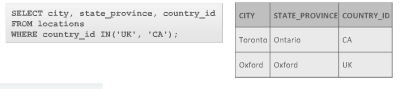 SELECT city, state_province, country_id
FROM locations
WHERE country_id IN('UK', 'CA');
CITY STATE_PROVINCE COUNTRY_ID
Toronto Ontario CA
Oxford Oxford UK